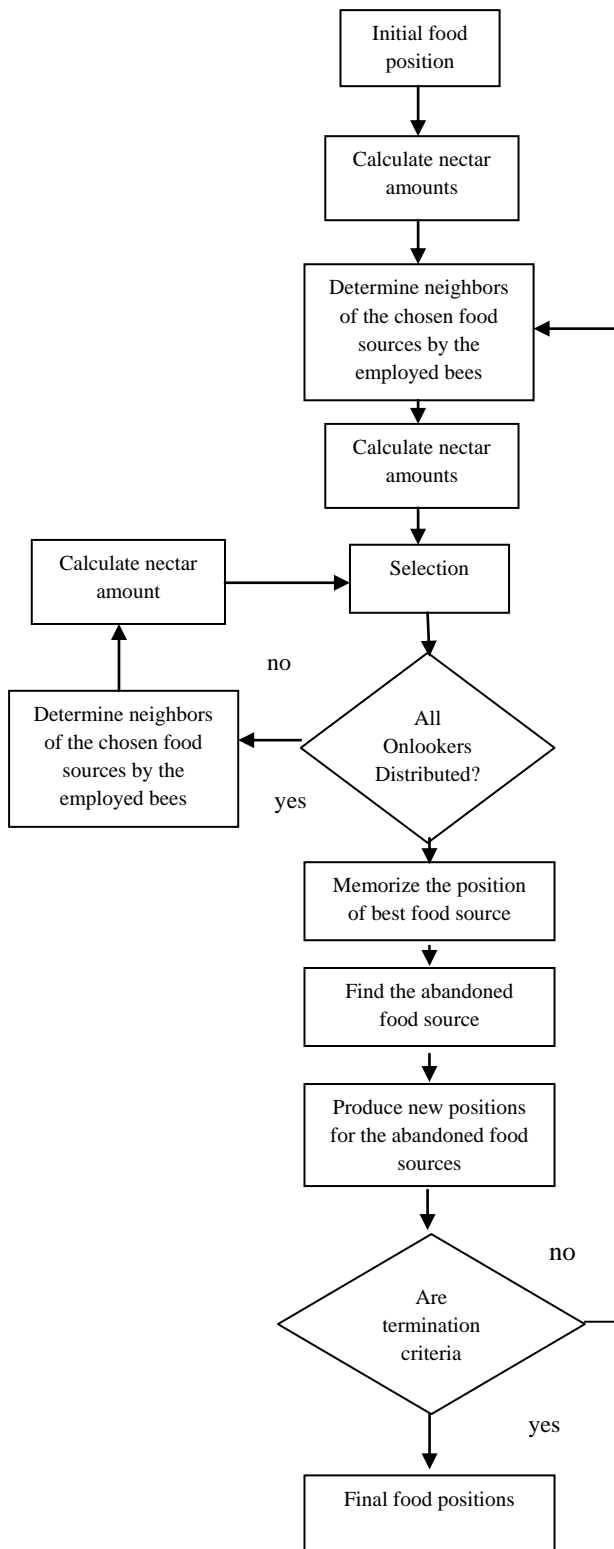 Initial food
position
Calculate nectar
amounts
Determine neighbors
of the chosen food
sources by the
employed bees
Calculate nectar
amounts
Calculate nectar
amount
Selection
no
Determine neighbors
of the chosen food
sources by the
employed bees
All
Onlookers
Distributed?
yes
Memorize the position
of best food source
Find the abandoned
food source
Produce new positions
for the abandoned food
sources
no
Are
termination
criteria
yes
Final food positions